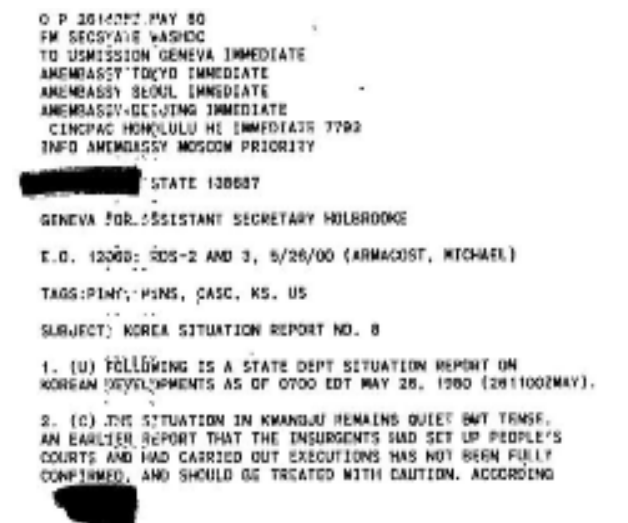 O P MAY 80
FM SECSTATE WASHDC
TO USMISSION GENEVA IMMEDIATE
AMEMBASSY TOKYO IMMEDIATE
AMEMBASSY SEOUL IMMEDIATE
AMEMBASSY BEIJING IMMEDIATE
CINCPAC HONOLULU HI IMMEDIATE
INFO AMEMBASSY MOSCOW PRIORITY
STATE
GENEVA FOR ASSISTANT SECRETARY HOLBROOKE
E.O. RDS-2 AND 3, 5/26/00 (ARMACOST, MICHAEL)
TAGS: PINS, CASC, KS, US
SUBJECT: KOREA SITUATION REPORT NO. 8
1. (U) FOLLOWING IS A STATE DEPT SITUATION REPORT ON
KOREAN DEVELOPMENTS AS OF 0700 EDT MAY 26, 1980 (261100ZMAY).
2. (C) THE SITUATION IN KWANGJU REMAINS QUIET BUT TENSE.
AN EARLIER REPORT THAT THE INSURGENTS HAD SET UP PEOPLE'S
COURTS AND HAD CARRIED OUT EXECUTIONS HAS NOT BEEN FULLY
CONFIRMED, AND SHOULD BE TREATED WITH CAUTION. ACCORDING